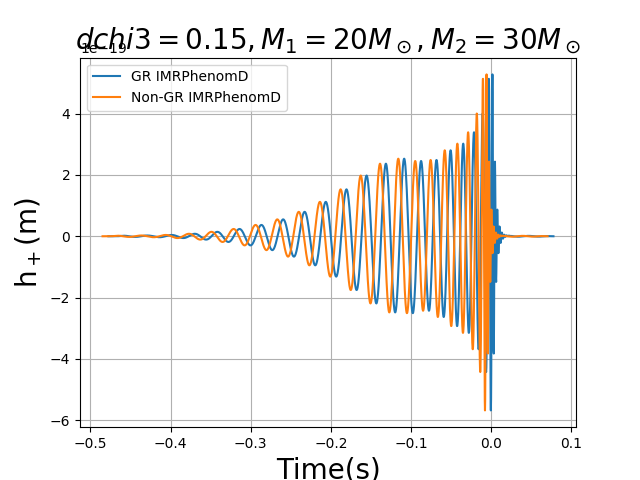 dchi3 = 0.15, M₁ = 20M⊙, M₂ = 30M⊙
1e−19
GR IMRPhenomD
Non-GR IMRPhenomD
4
2
0
−2
−4
−6
h₊(m)
−0.5 −0.4 −0.3 −0.2 −0.1 0.0 0.1
Time(s)